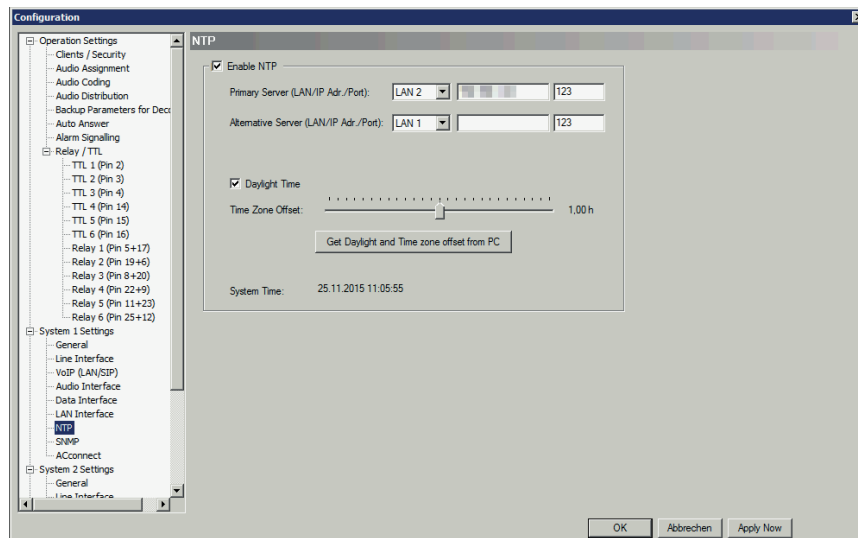 Configuration
Operation Settings
Clients / Security
Audio Assignment
Audio Coding
Audio Distribution
Backup Parameters for Deco
Auto Answer
Alarm Signalling
Relay / TTL
TTL 1 (Pin 2)
TTL 2 (Pin 3)
TTL 3 (Pin 4)
TTL 4 (Pin 14)
TTL 5 (Pin 15)
TTL 6 (Pin 16)
Relay 1 (Pin 5+17)
Relay 2 (Pin 19+6)
Relay 3 (Pin 8+20)
Relay 4 (Pin 22+9)
Relay 5 (Pin 11+23)
Relay 6 (Pin 25+12)
System 1 Settings
General
Line Interface
VoIP (LAN/SIP)
Audio Interface
Data Interface
LAN Interface
NTP
SNMP
ACconnect
System 2 Settings
General
Line Interface
NTP
Enable NTP
Primary Server (LAN/IP Adr./Port): LAN 2 123
Alternative Server (LAN/IP Adr./Port): LAN 1 123
Daylight Time
Time Zone Offset: 1,00 h
Get Daylight and Time zone offset from PC
System Time: 25.11.2015 11:05:55
OK Abbrechen Apply Now